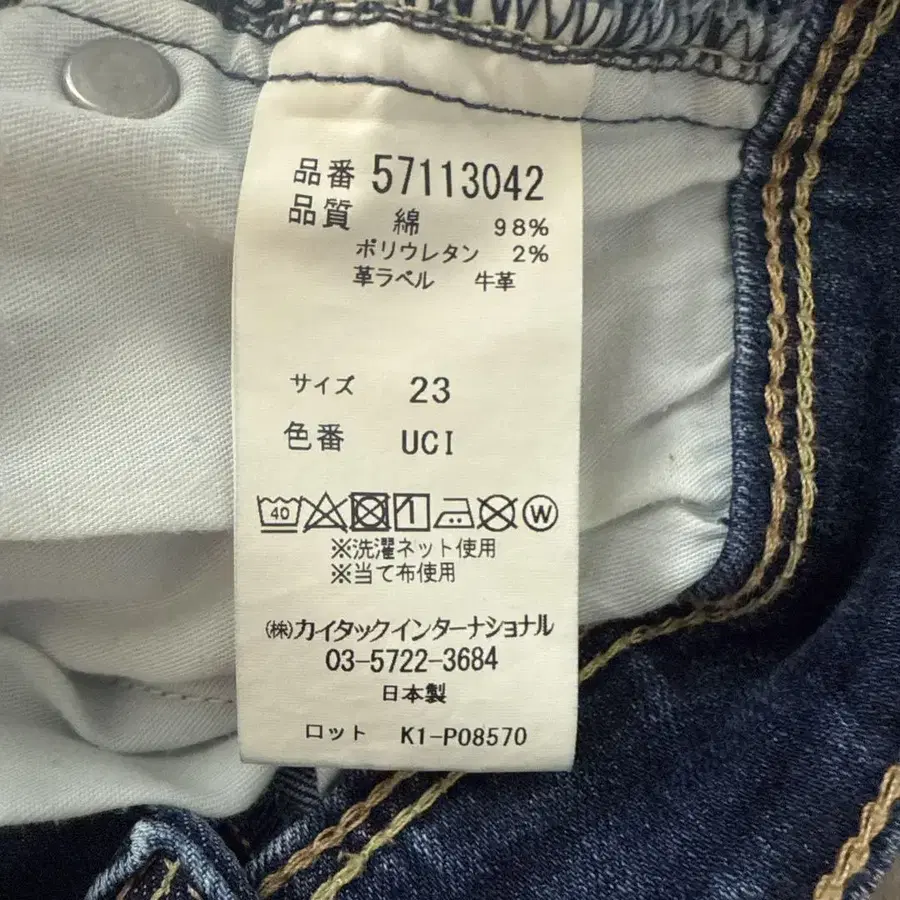 品番 57113042
品質 綿 98%
ポリウレタン 2%
革ラベル 牛革
サイズ 23
色番 UCI
40 W
※洗濯ネット使用
※当て布使用
(株)カイタックインターナショナル
03-5722-3684
日本製
ロット K1-P08570